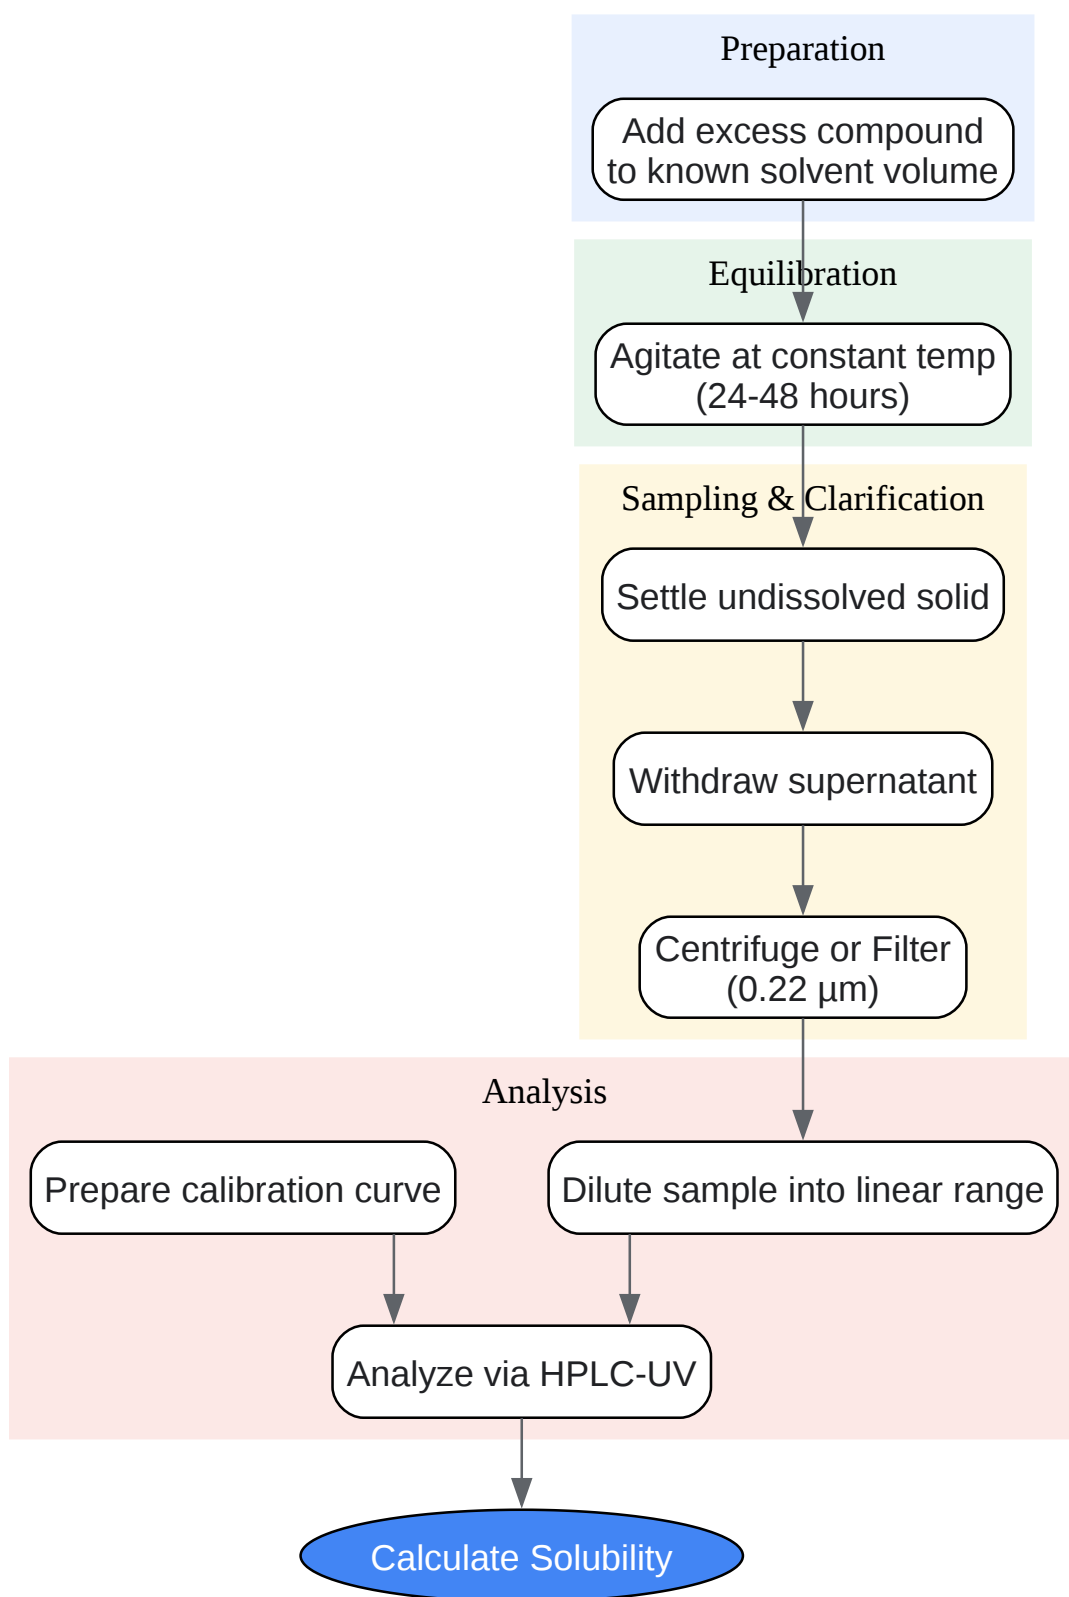 Preparation
Add excess compound
to known solvent volume
Equilibration
Agitate at constant temp
(24-48 hours)
Sampling & Clarification
Settle undissolved solid
Withdraw supernatant
Centrifuge or Filter
(0.22 µm)
Analysis
Prepare calibration curve
Dilute sample into linear range
Analyze via HPLC-UV
Calculate Solubility